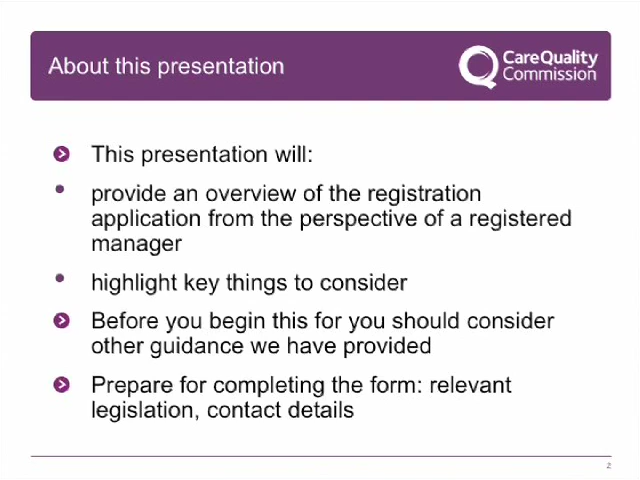 About this presentation
CareQuality
Commission
This presentation will:
provide an overview of the registration
application from the perspective of a registered
manager
highlight key things to consider
Before you begin this for you should consider
other guidance we have provided
Prepare for completing the form: relevant
legislation, contact details
2